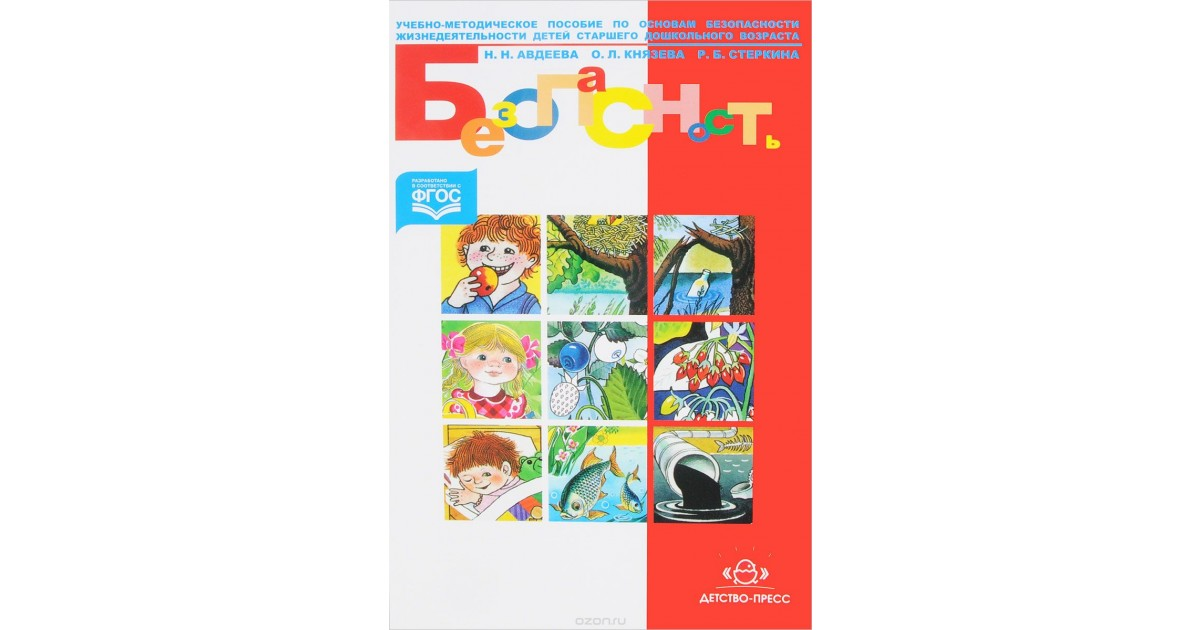 УЧЕБНО-МЕТОДИЧЕСКОЕ ПОСОБИЕ ПО ОСНОВАМ БЕЗОПАСНОСТИ
ЖИЗНЕДЕЯТЕЛЬНОСТИ ДЕТЕЙ СТАРШЕГО ДОШКОЛЬНОГО ВОЗРАСТА
Н. Н. АВДЕЕВА О. Л. КНЯЗЕВА Р. Б. СТЕРКИНА
Безопасность
РАЗРАБОТАНО
В СООТВЕТСТВИИ С
ФГОС
ДЕТСТВО-ПРЕСС
OZON.RU